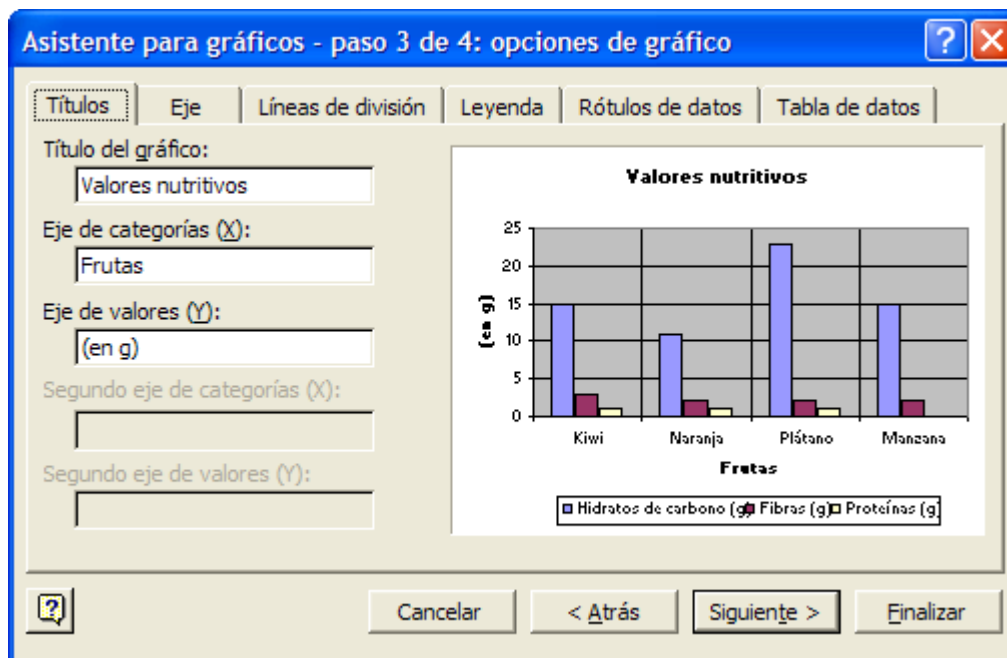 Asistente para gráficos - paso 3 de 4: opciones de gráfico
Títulos Eje Líneas de división Leyenda Rótulos de datos Tabla de datos
Título del gráfico:
Valores nutritivos
Eje de categorías (X):
Frutas
Eje de valores (Y):
(en g)
Segundo eje de categorías (X):
Segundo eje de valores (Y):
Valores nutritivos
25
20
15
10
5
0
(en g)
Kiwi Naranja Plátano Manzana
Frutas
Hidratos de carbono (g) Fibras (g) Proteínas (g)
Cancelar < Atrás Siguiente > Finalizar